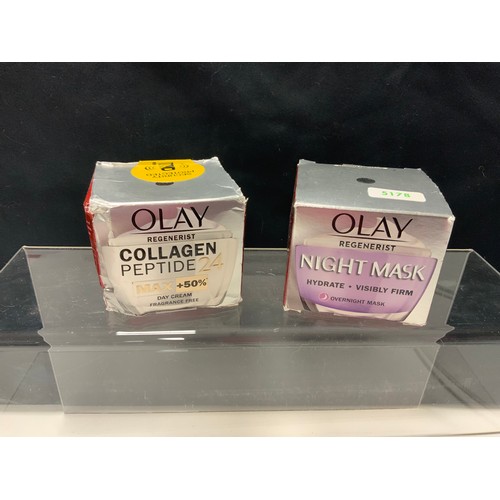 OLAY
REGENERIST
COLLAGEN
PEPTIDE 24
MAX +50%
DAY CREAM
FRAGRANCE FREE
5178
OLAY
REGENERIST
NIGHT MASK
HYDRATE • VISIBLY FIRM
OVERNIGHT MASK